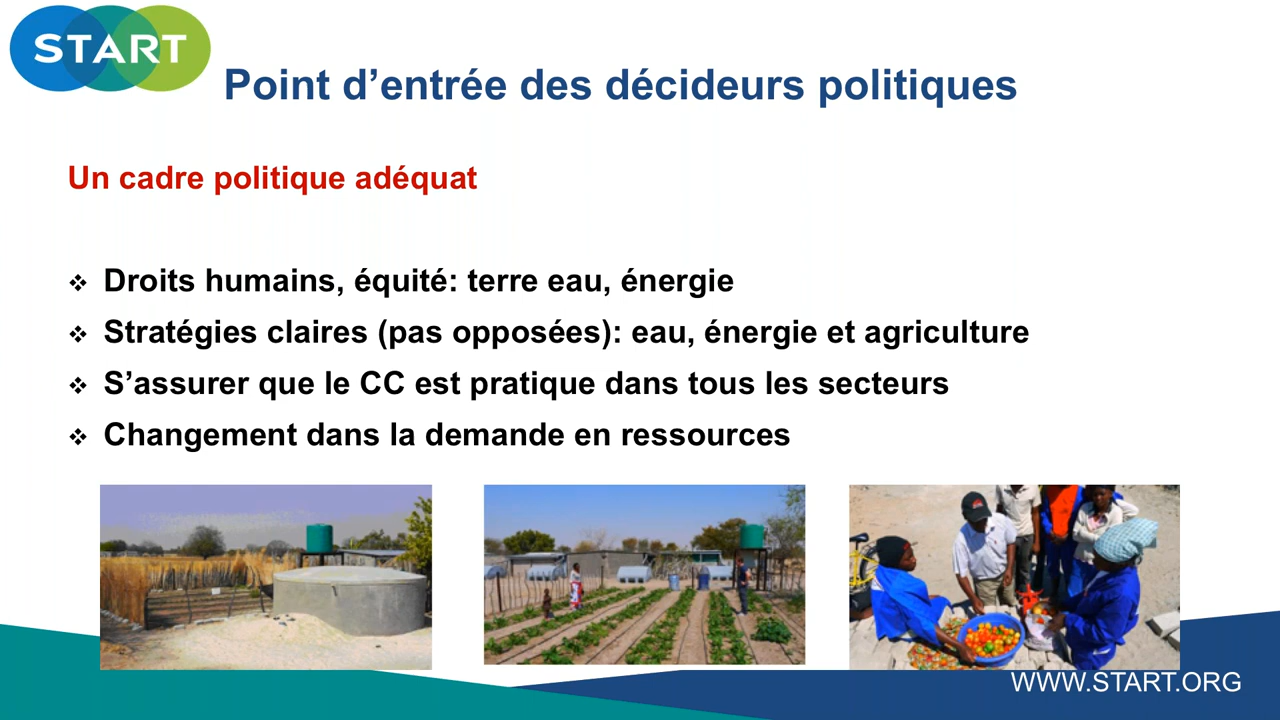 START
Point d’entrée des décideurs politiques
Un cadre politique adéquat
❖ Droits humains, équité: terre eau, énergie
❖ Stratégies claires (pas opposées): eau, énergie et agriculture
❖ S’assurer que le CC est pratique dans tous les secteurs
❖ Changement dans la demande en ressources
WWW.START.ORG